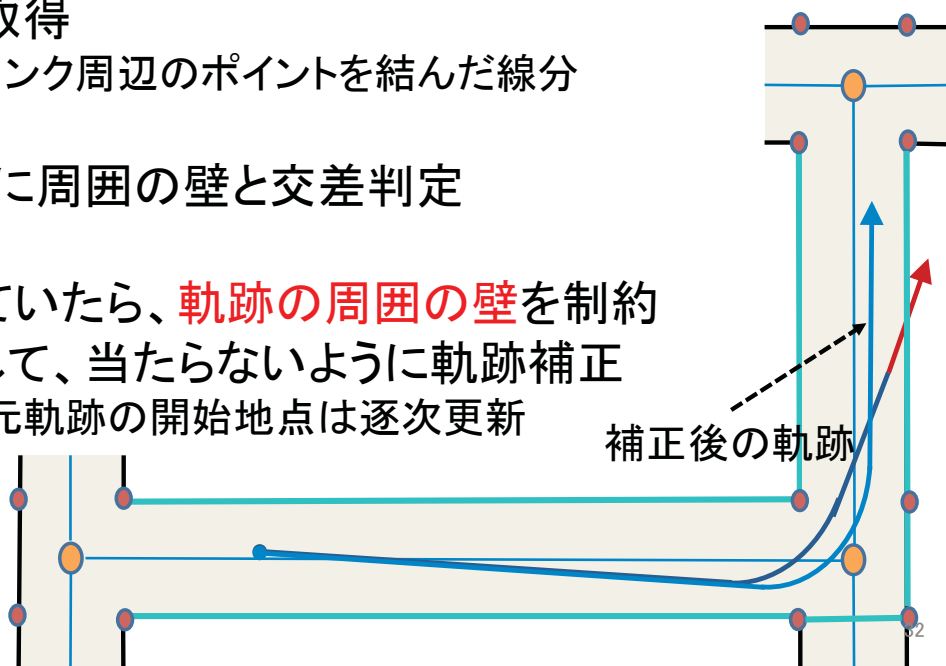 取得
ンク周辺のポイントを結んだ線分
に周囲の壁と交差判定
ていたら、軌跡の周囲の壁を制約
して、当たらないように軌跡補正
元軌跡の開始地点は逐次更新
補正後の軌跡
32